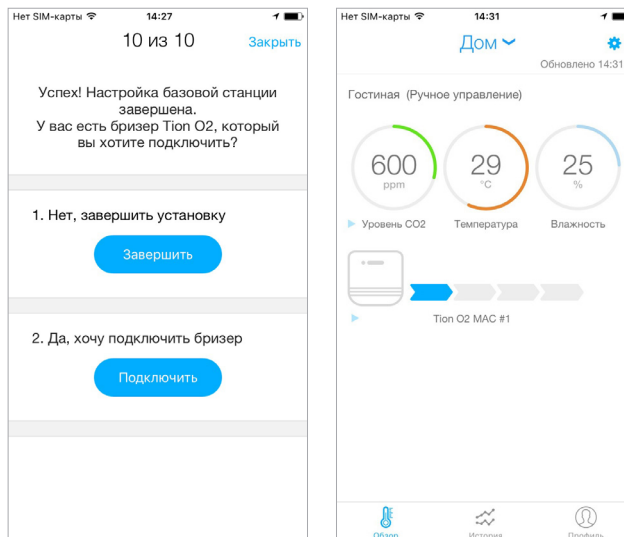 Нет SIM-карты 14:27
10 из 10 Закрыть
Успех! Настройка базовой станции
завершена.
У вас есть бризер Tion O2, который
вы хотите подключить?
1. Нет, завершить установку
Завершить
2. Да, хочу подключить бризер
Подключить
Нет SIM-карты 14:31
Дом
Обновлено 14:31
Гостиная (Ручное управление)
600 29 25
ppm °C %
Уровень CO2 Температура Влажность
Tion O2 MAC #1
Обзор История Профиль